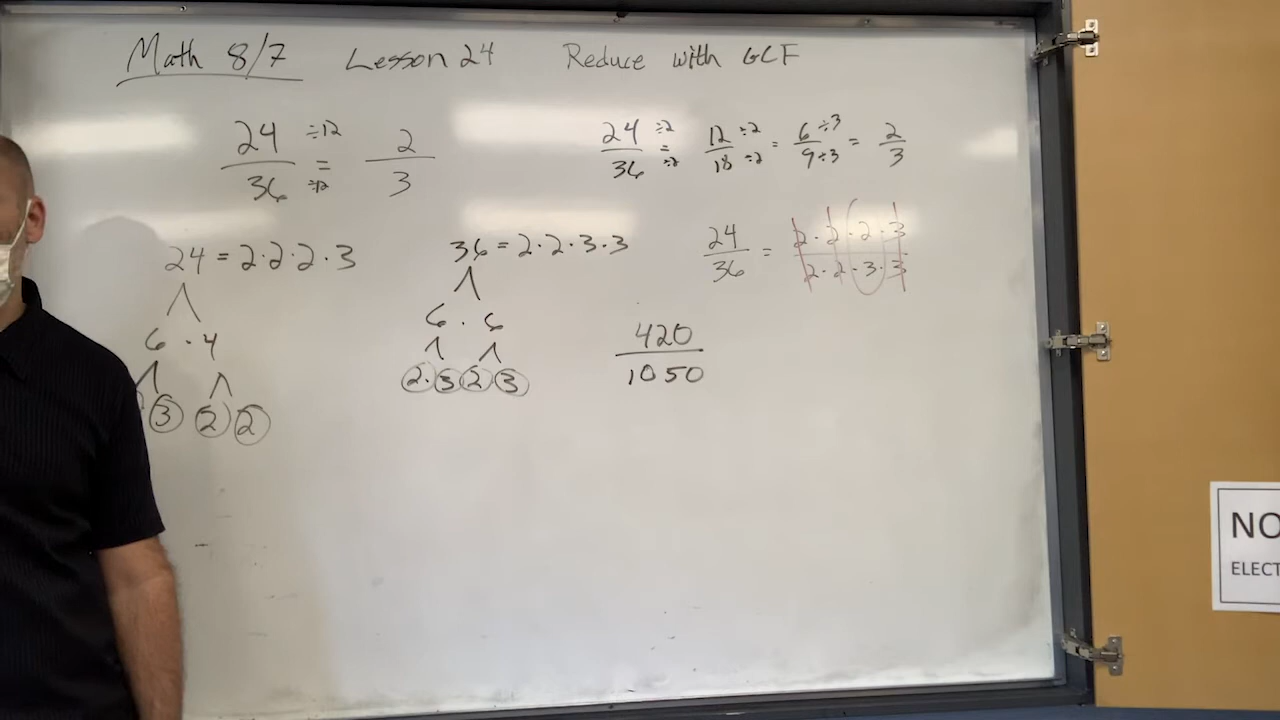 Math 8/7 Lesson 24 Reduce with GCF
24/36 ÷12/÷12 = 2/3
24/36 ÷2/÷2 = 12/18 ÷2/÷2 = 6/9 ÷3/÷3 = 2/3
24 = 2·2·2·3
6 · 4
3 2 2
36 = 2·2·3·3
6 . 6
2 · 3 2 3
24/36 = 2·2·2·3/2·2·3·3
420/1050
NO
ELECT